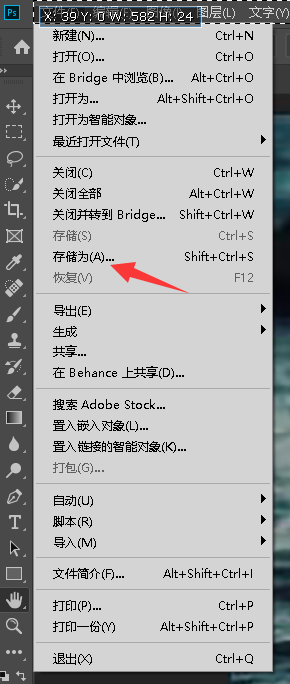 Ps
X: 39 Y: 0 W: 582 H: 24
图层(L) 文字(Y)
新建(N)... Ctrl+N
打开(O)... Ctrl+O
在 Bridge 中浏览(B)... Alt+Ctrl+O
打开为... Alt+Shift+Ctrl+O
打开为智能对象...
最近打开文件(T)
关闭(C) Ctrl+W
关闭全部 Alt+Ctrl+W
关闭并转到 Bridge... Shift+Ctrl+W
存储(S) Ctrl+S
存储为(A)... Shift+Ctrl+S
恢复(V) F12
导出(E)
生成
共享...
在 Behance 上共享(D)...
搜索 Adobe Stock...
置入嵌入对象(L)...
置入链接的智能对象(K)...
打包(G)...
自动(U)
脚本(R)
导入(M)
文件简介(F)... Alt+Shift+Ctrl+I
打印(P)... Ctrl+P
打印一份(Y) Alt+Shift+Ctrl+P
退出(X) Ctrl+Q